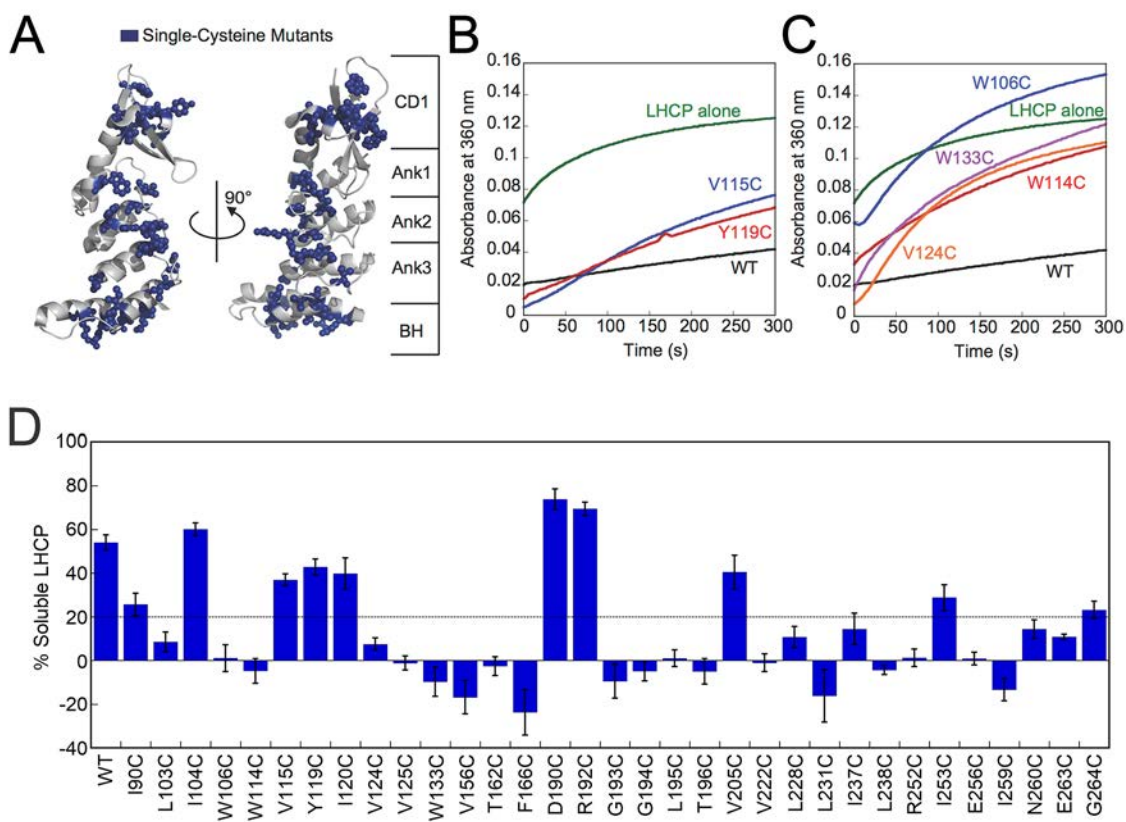 A
Single-Cysteine Mutants
90°
CD1
Ank1
Ank2
Ank3
BH
B
Absorbance at 360 nm
0.16
0.14
0.12
0.1
0.08
0.06
0.04
0.02
0
LHCP alone
V115C
Y119C
WT
0 50 100 150 200 250 300
Time (s)
C
Absorbance at 360 nm
0.16
0.14
0.12
0.1
0.08
0.06
0.04
0.02
0
W106C
LHCP alone
W133C
W114C
V124C
WT
0 50 100 150 200 250 300
Time (s)
D
% Soluble LHCP
100
80
60
40
20
0
-20
-40
WT
I90C
L103C
I104C
W106C
W114C
V115C
Y119C
I120C
V124C
V125C
W133C
V156C
T162C
F166C
D190C
R192C
G193C
G194C
L195C
T196C
V205C
V222C
L228C
L231C
I237C
L238C
R252C
I253C
E256C
I259C
N260C
E263C
G264C